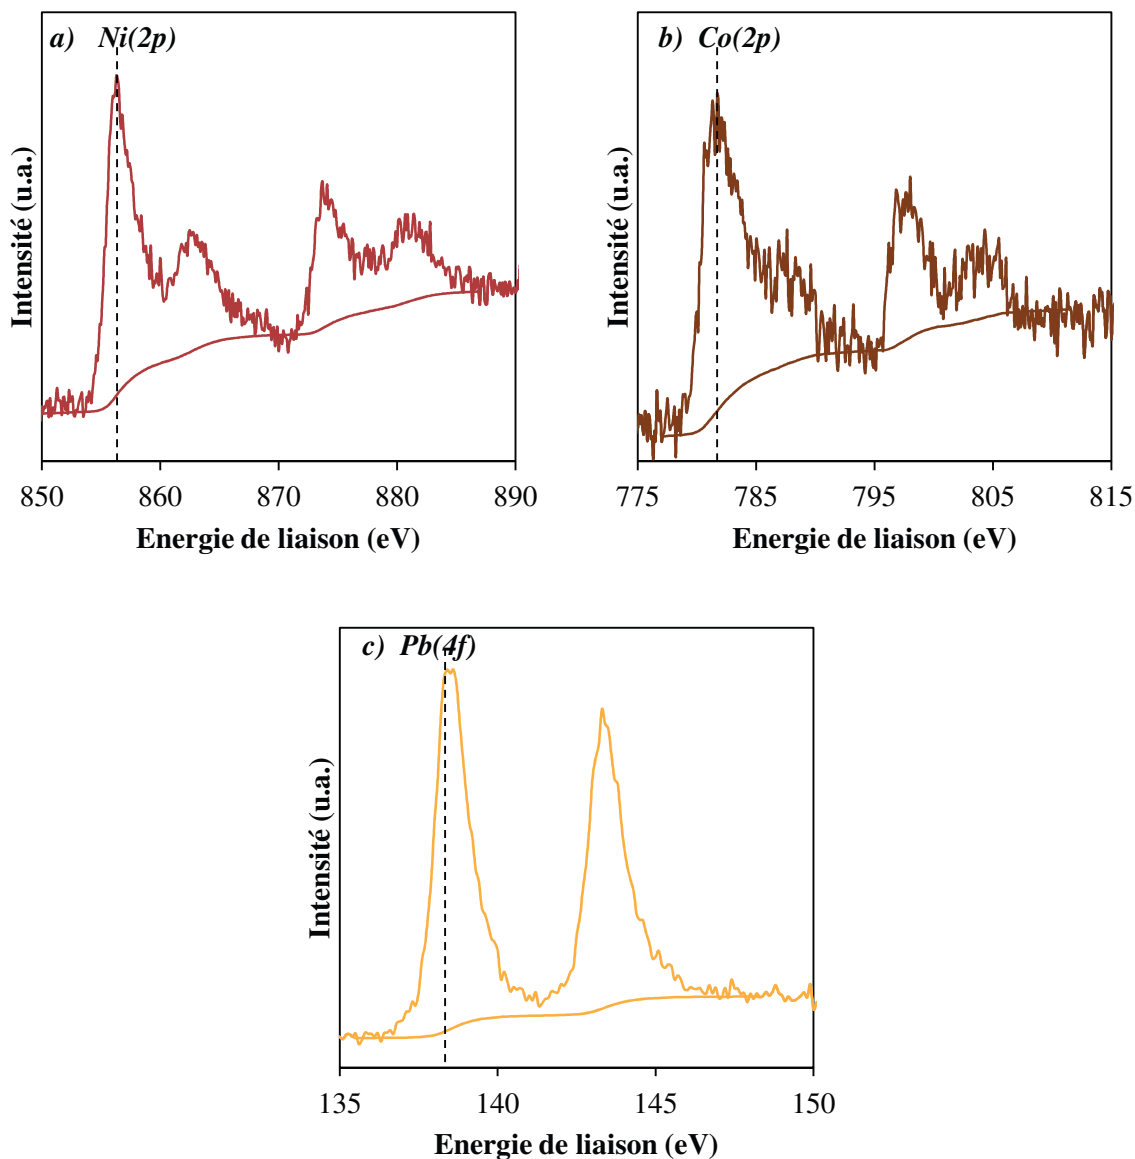 a) Ni(2p)
Intensité (u.a.)
850 860 870 880 890
Energie de liaison (eV)
b) Co(2p)
Intensité (u.a.)
775 785 795 805 815
Energie de liaison (eV)
c) Pb(4f)
Intensité (u.a.)
135 140 145 150
Energie de liaison (eV)